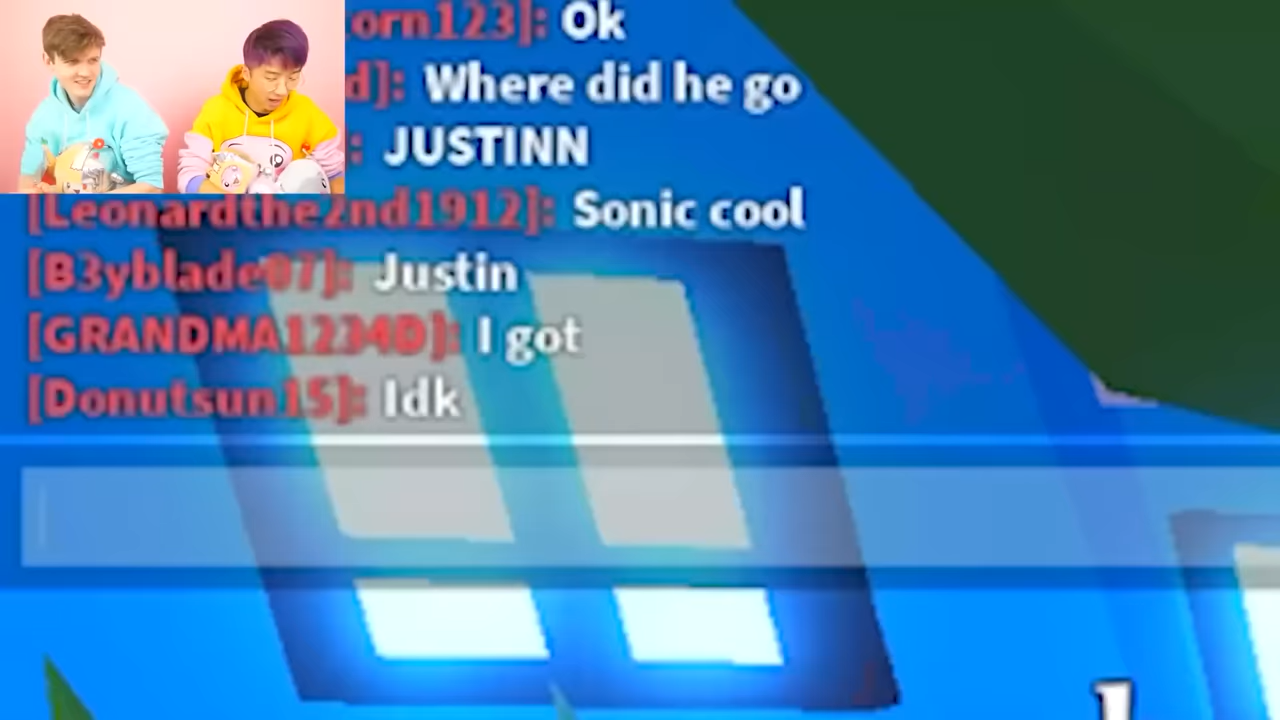 orn123]: Ok
d]: Where did he go
: JUSTINN
[Leonardthe2nd1912]: Sonic cool
[B3yblade07]: Justin
[GRANDMA1234D]: I got
[Donutsun15]: Idk